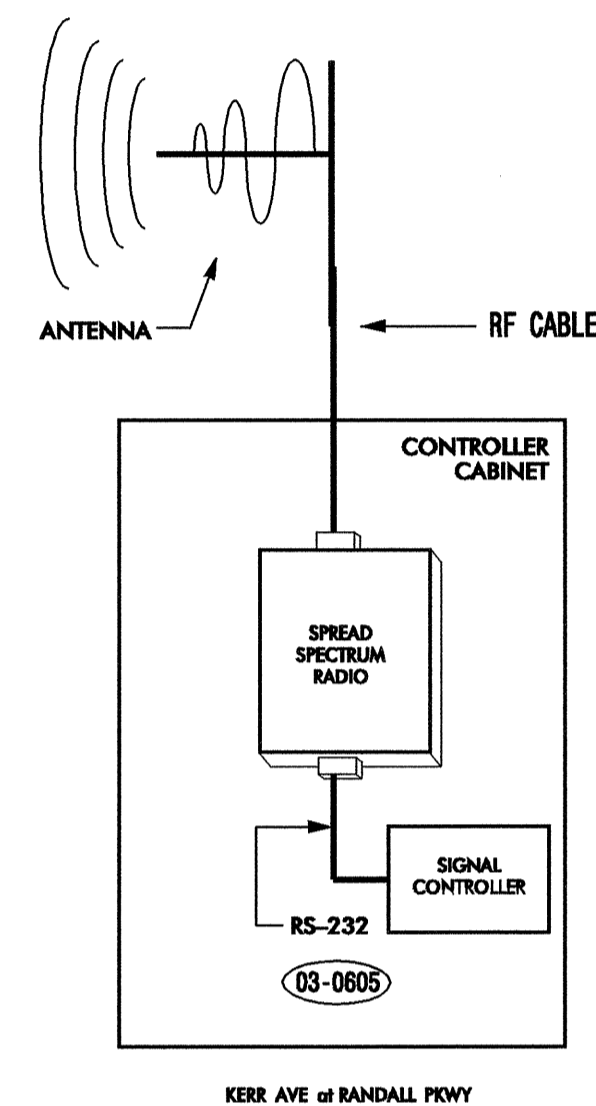 ANTENNA
RF CABLE
CONTROLLER
CABINET
SPREAD
SPECTRUM
RADIO
SIGNAL
CONTROLLER
RS-232
03-0605
KERR AVE at RANDALL PKWY